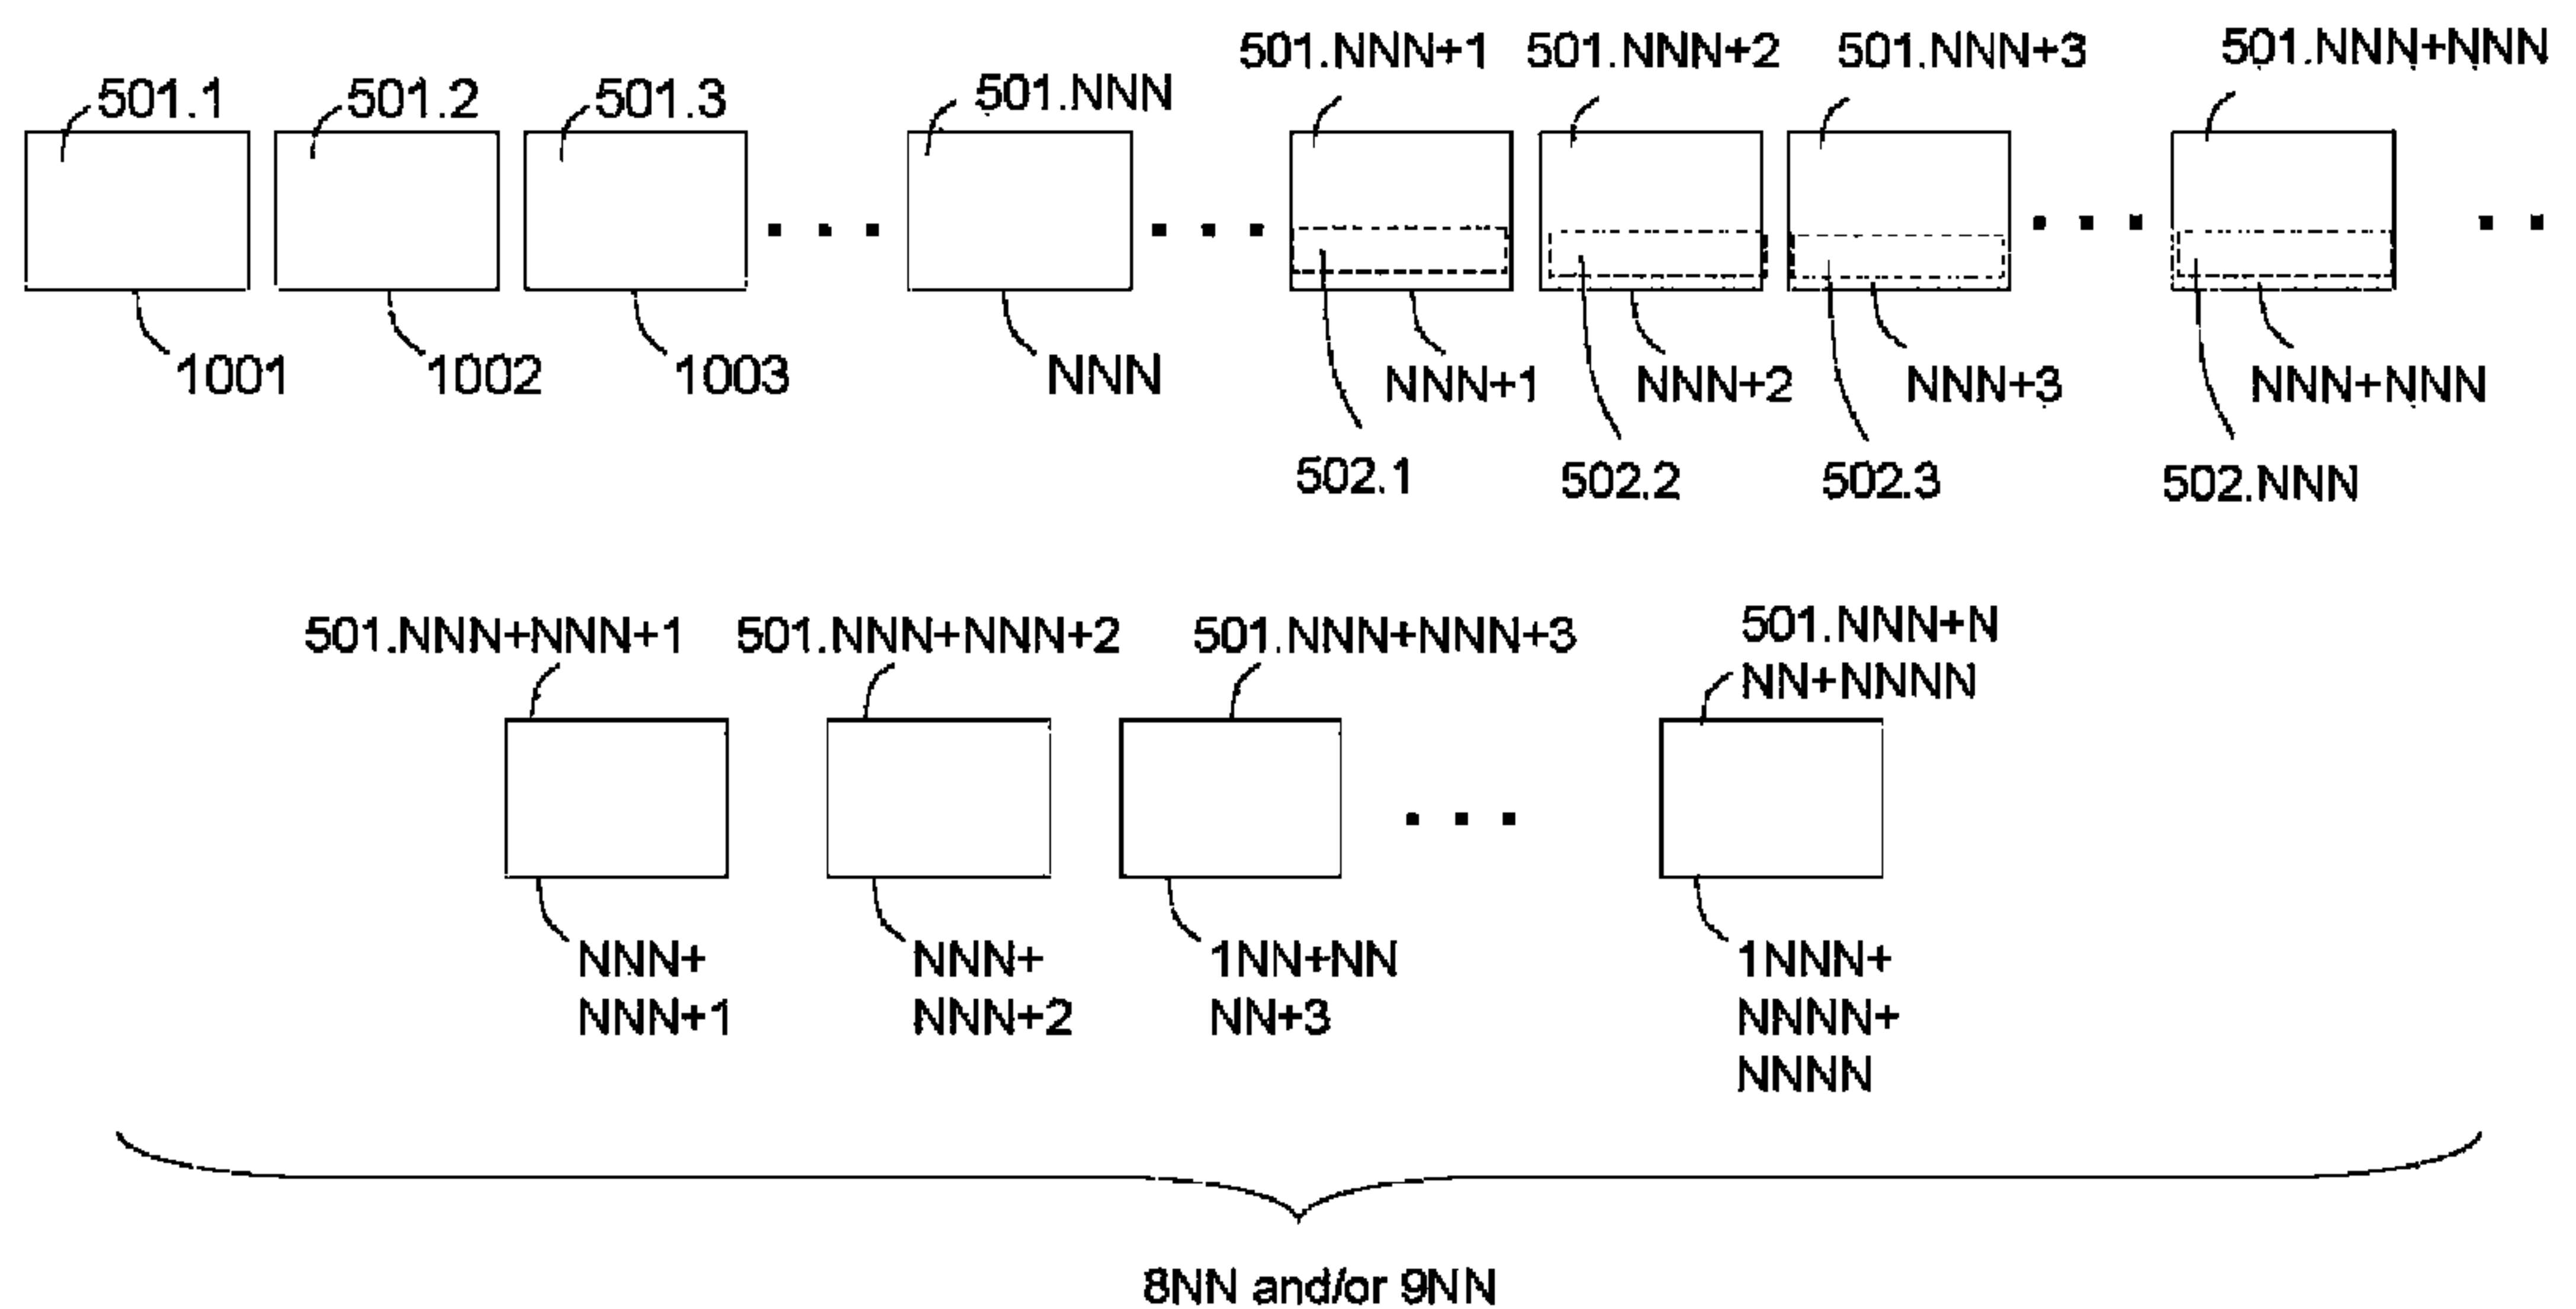 501.1
501.2
501.3
501.NNN
501.NNN+1
501.NNN+2
501.NNN+3
501.NNN+NNN
1001
1002
1003
NNN
NNN+1
NNN+2
NNN+3
NNN+NNN
502.1
502.2
502.3
502.NNN
501.NNN+NNN+1
501.NNN+NNN+2
501.NNN+NNN+3
501.NNN+N
NN+NNNN
NNN+
NNN+1
NNN+
NNN+2
1NN+NN
NN+3
1NNN+
NNNN+
NNNN
8NN and/or 9NN